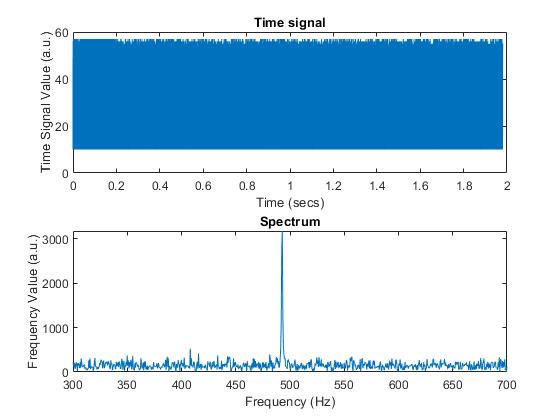 Time signal
Time Signal Value (a.u.)
60
40
20
0
0 0.2 0.4 0.6 0.8 1 1.2 1.4 1.6 1.8 2
Time (secs)
Spectrum
Frequency Value (a.u.)
3000
2000
1000
0
300 350 400 450 500 550 600 650 700
Frequency (Hz)